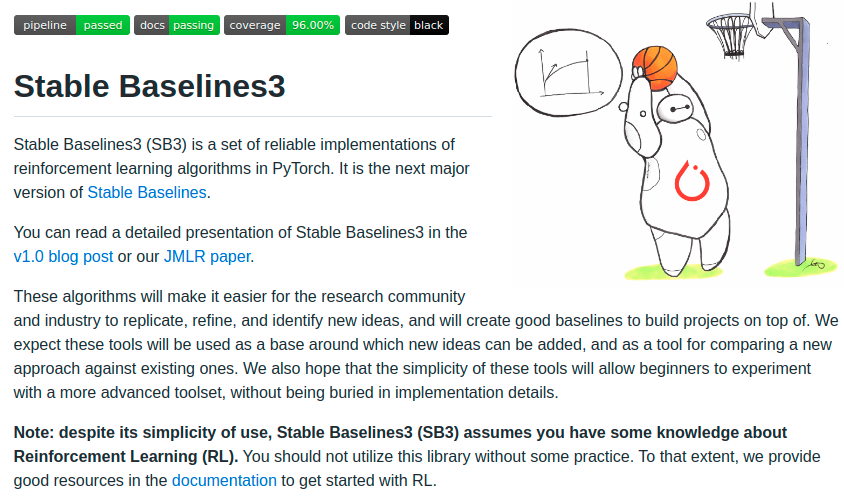 pipeline passed docs passing coverage 96.00% code style black
Stable Baselines3
Stable Baselines3 (SB3) is a set of reliable implementations of
reinforcement learning algorithms in PyTorch. It is the next major
version of Stable Baselines.
You can read a detailed presentation of Stable Baselines3 in the
v1.0 blog post or our JMLR paper.
These algorithms will make it easier for the research community
and industry to replicate, refine, and identify new ideas, and will create good baselines to build projects on top of. We
expect these tools will be used as a base around which new ideas can be added, and as a tool for comparing a new
approach against existing ones. We also hope that the simplicity of these tools will allow beginners to experiment
with a more advanced toolset, without being buried in implementation details.
Note: despite its simplicity of use, Stable Baselines3 (SB3) assumes you have some knowledge about
Reinforcement Learning (RL). You should not utilize this library without some practice. To that extent, we provide
good resources in the documentation to get started with RL.